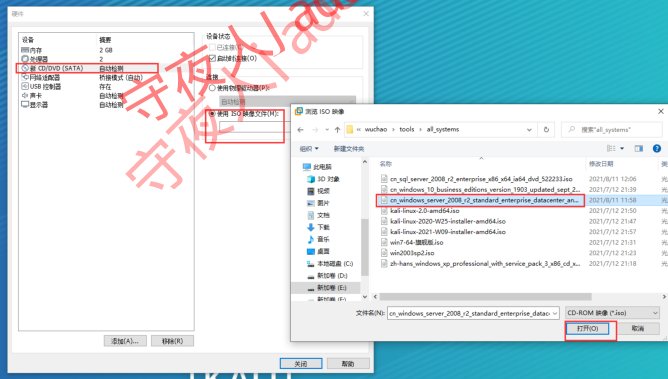 硬件
设备 摘要
内存 2 GB
处理器 2
新 CD/DVD (SATA) 自动检测
网络适配器 桥接模式 (自动)
USB 控制器 存在
声卡 自动检测
显示器 自动检测
添加(A)... 移除(R)
设备状态
已连接(C)
启动时连接(O)
连接
使用物理驱动器(P):
自动检测
使用 ISO 映像文件(M):
关闭 帮助
守夜人J
守夜人J
浏览 ISO 映像
« wuchao › tools › all_systems
搜索"all_systems"
组织 新建文件夹
此电脑
3D 对象
视频
图片
文档
下载
音乐
桌面
本地磁盘 (C:)
新加卷 (D:)
新加卷 (E:)
新加卷 (E:)
名称 修改日期
cn_sql_server_2008_r2_enterprise_x86_x64_ia64_dvd_522233.iso 2021/8/11 12:06
cn_windows_10_business_editions_version_1903_updated_sept_2... 2021/7/12 21:39
cn_windows_server_2008_r2_standard_enterprise_datacenter_an... 2021/8/11 11:58
kali-linux-2.0-amd64.iso 2021/7/12 21:47
kali-linux-2020-W25-installer-amd64.iso 2021/7/12 21:57
kali-linux-2021-W09-installer-amd64.iso 2021/7/12 21:31
win7-64-旗舰版.iso 2021/7/12 21:43
win2003sp2.iso 2021/7/12 21:23
zh-hans_windows_xp_professional_with_service_pack_3_x86_cd_x... 2021/7/12 21:18
文件名(N): cn_windows_server_2008_r2_standard_enterprise_datace CD-ROM 映像 (*.iso)
打开(O) 取消